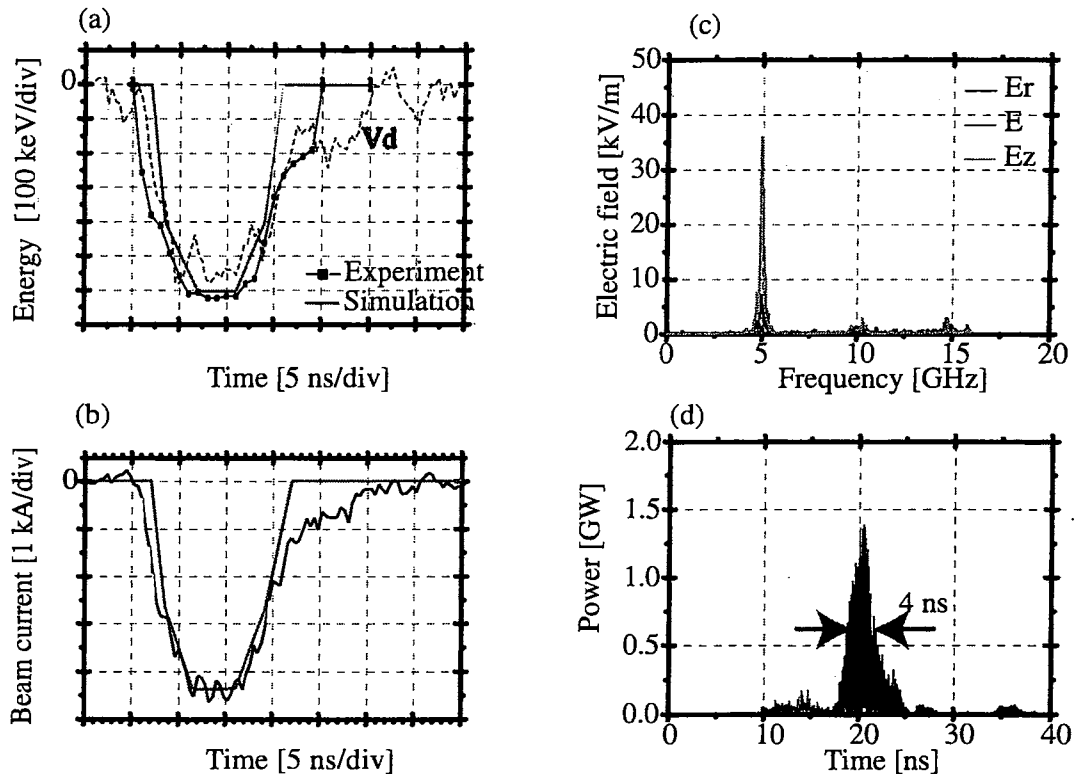 (a)
0
Energy [100 keV/div]
Vd
Experiment
Simulation
Time [5 ns/div]
(b)
0
Beam current [1 kA/div]
Time [5 ns/div]
(c)
50
40
30
20
10
0
Electric field [kV/m]
Er
E
Ez
0
5
10
15
20
Frequency [GHz]
(d)
2.0
1.5
1.0
0.5
0.0
Power [GW]
4 ns
0
10
20
30
40
Time [ns]